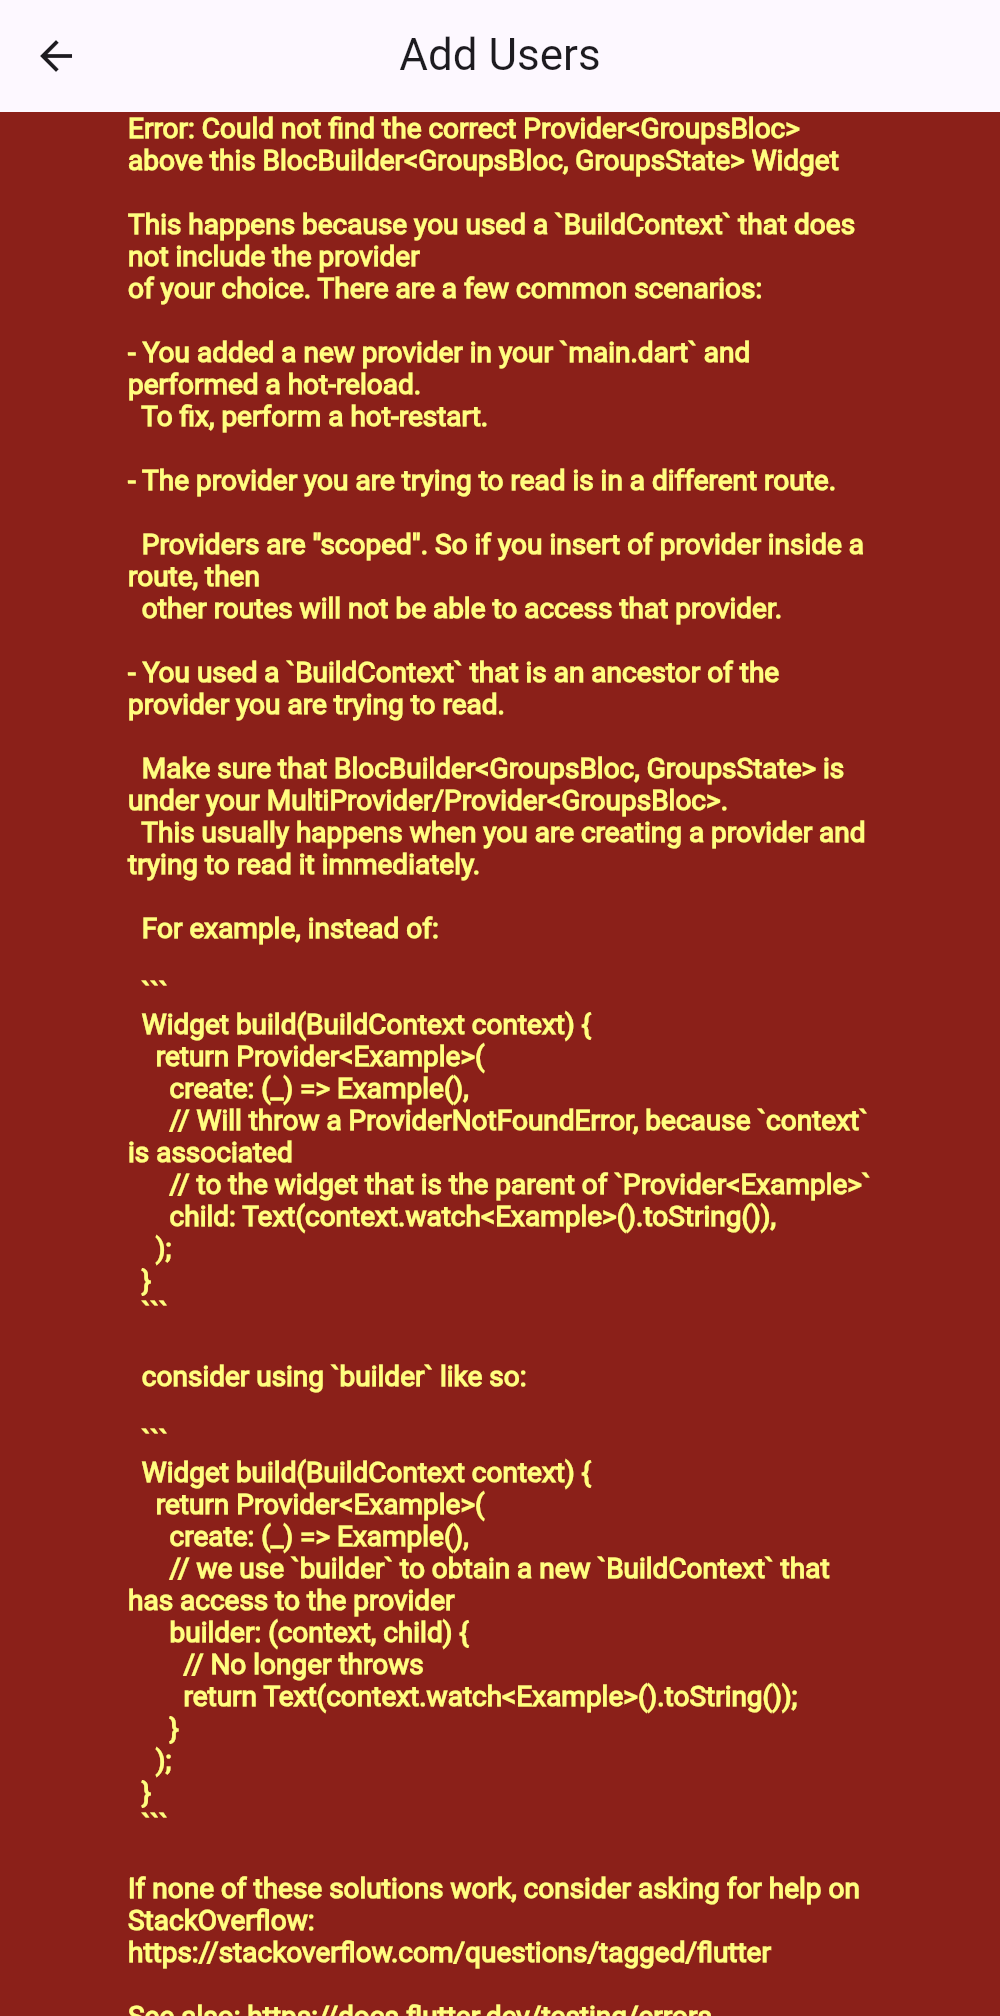 Add Users
Error: Could not find the correct Provider<GroupsBloc>
above this BlocBuilder<GroupsBloc, GroupsState> Widget
This happens because you used a `BuildContext` that does
not include the provider
of your choice. There are a few common scenarios:
- You added a new provider in your `main.dart` and
performed a hot-reload.
To fix, perform a hot-restart.
- The provider you are trying to read is in a different route.
Providers are "scoped". So if you insert of provider inside a
route, then
other routes will not be able to access that provider.
- You used a `BuildContext` that is an ancestor of the
provider you are trying to read.
Make sure that BlocBuilder<GroupsBloc, GroupsState> is
under your MultiProvider/Provider<GroupsBloc>.
This usually happens when you are creating a provider and
trying to read it immediately.
For example, instead of:
```
Widget build(BuildContext context) {
return Provider<Example>(
create: (_) => Example(),
// Will throw a ProviderNotFoundError, because `context`
is associated
// to the widget that is the parent of `Provider<Example>`
child: Text(context.watch<Example>().toString()),
);
}
```
consider using `builder` like so:
```
Widget build(BuildContext context) {
return Provider<Example>(
create: (_) => Example(),
// we use `builder` to obtain a new `BuildContext` that
has access to the provider
builder: (context, child) {
// No longer throws
return Text(context.watch<Example>().toString());
}
);
}
```
If none of these solutions work, consider asking for help on
StackOverflow:
https://stackoverflow.com/questions/tagged/flutter
See also: https://docs.flutter.dev/testing/errors